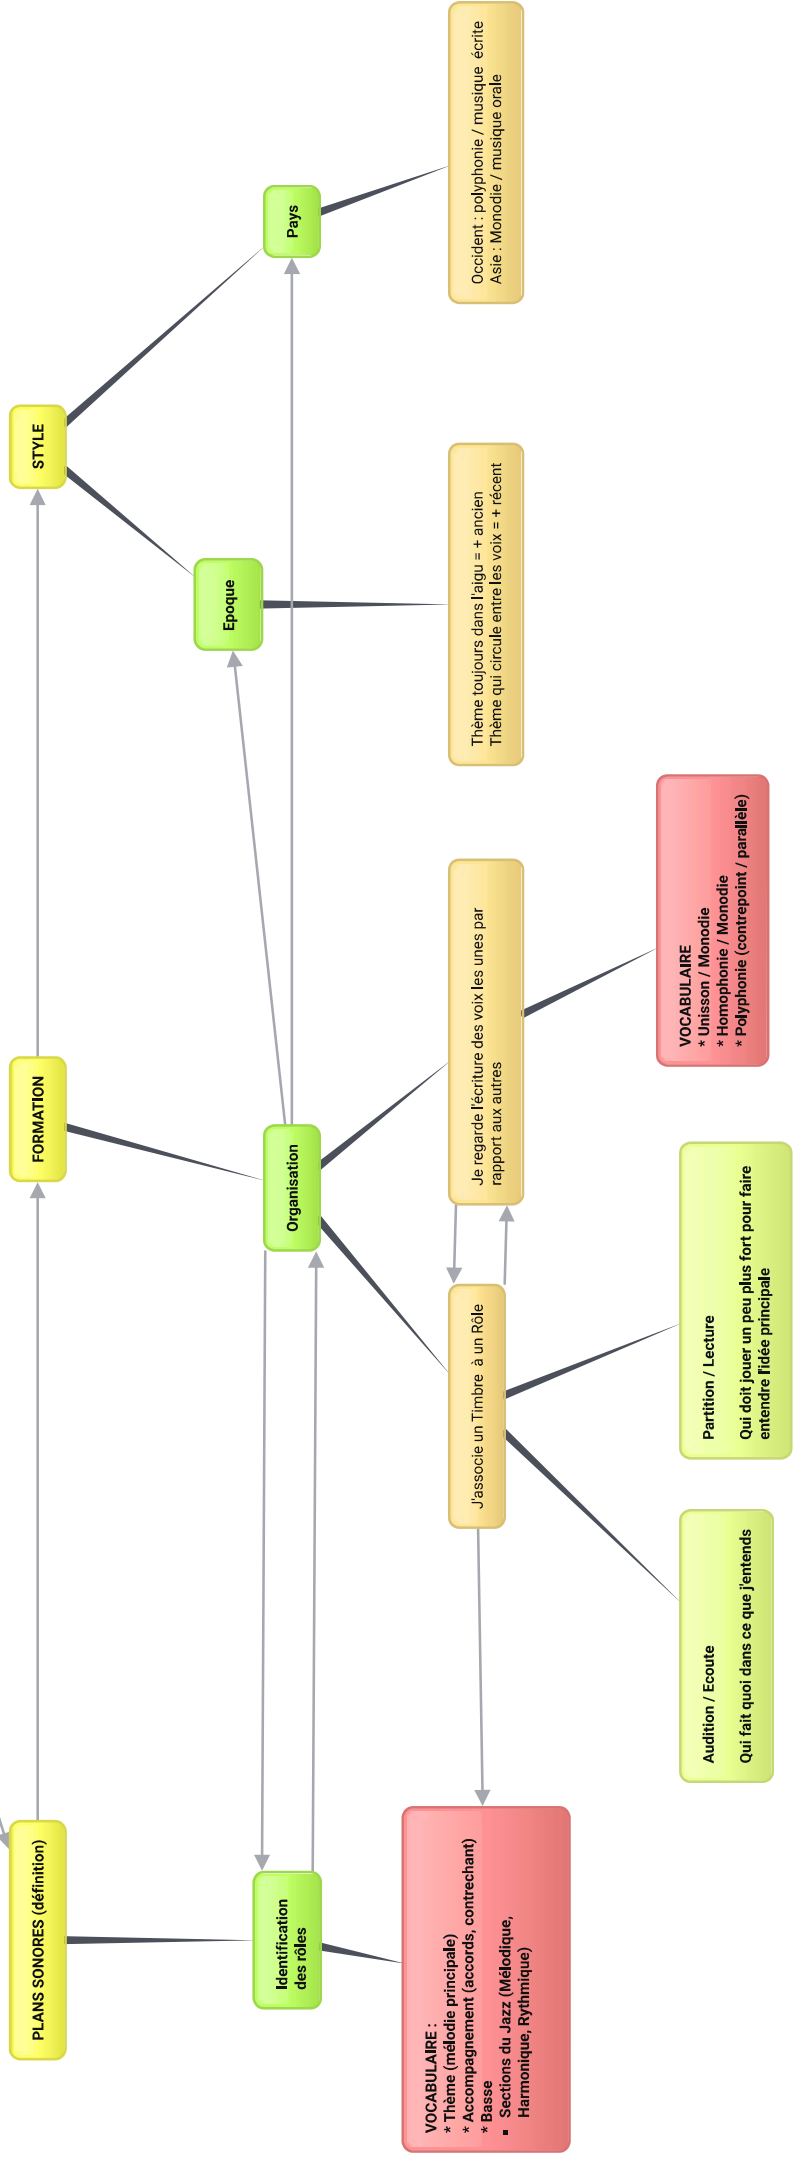 PLANS SONORES (définition)
FORMATION
STYLE
Identification
des rôles
Organisation
Epoque
Pays
VOCABULAIRE :
* Thème (mélodie principale)
* Accompagnement (accords, contrechant)
* Basse
▪ Sections du Jazz (Mélodique,
Harmonique, Rythmique)
J'associe un Timbre à un Rôle
Je regarde l'écriture des voix les unes par
rapport aux autres
Thème toujours dans l'aigu = + ancien
Thème qui circule entre les voix = + récent
Occident : polyphonie / musique écrite
Asie : Monodie / musique orale
Audition / Ecoute
Qui fait quoi dans ce que j'entends
Partition / Lecture
Qui doit jouer un peu plus fort pour faire
entendre l'idée principale
VOCABULAIRE
* Unisson / Monodie
* Homophonie / Monodie
* Polyphonie (contrepoint / parallèle)